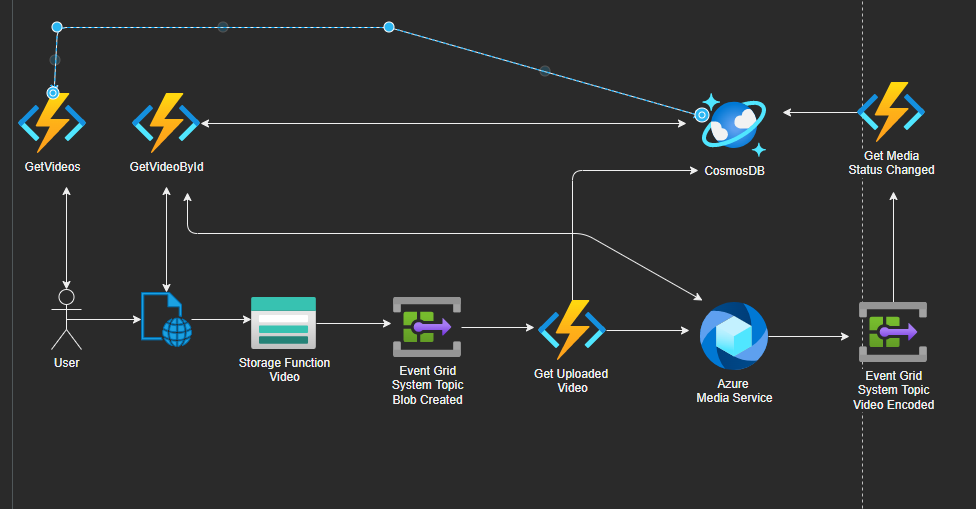 GetVideos
GetVideoById
CosmosDB
Get Media
Status Changed
User
Storage Function
Video
Event Grid
System Topic
Blob Created
Get Uploaded
Video
Azure
Media Service
Event Grid
System Topic
Video Encoded